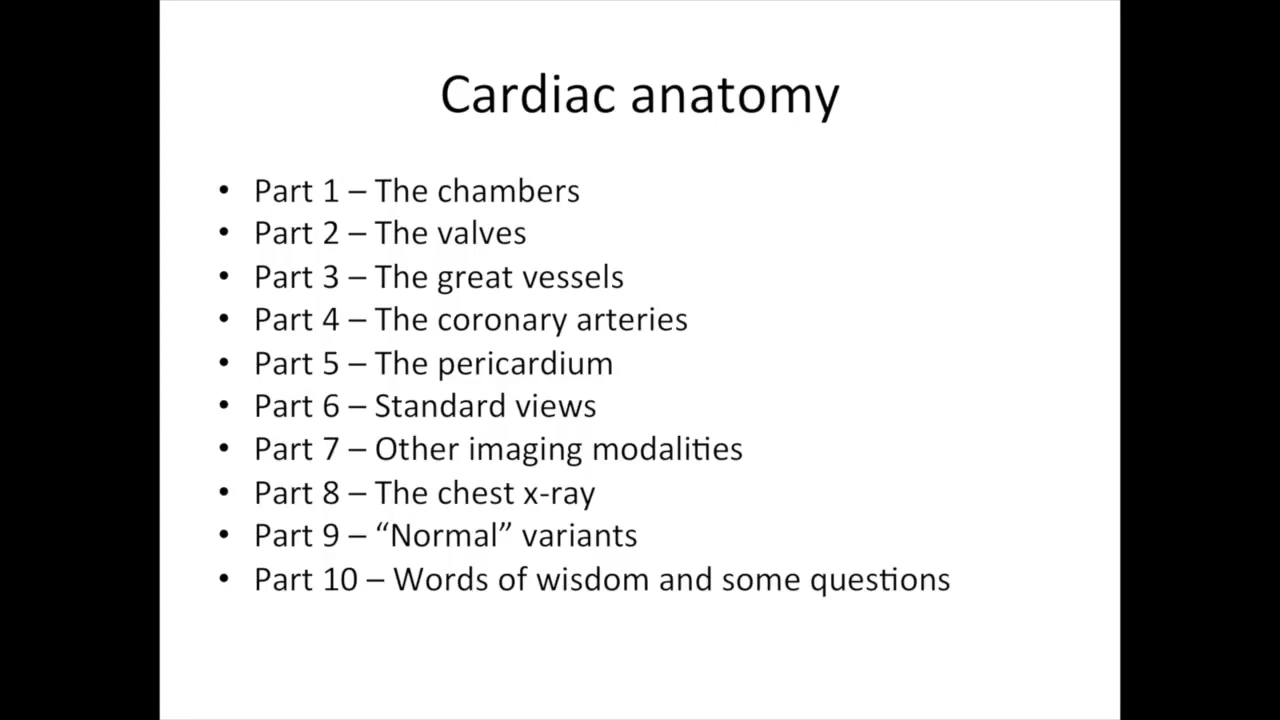 Cardiac anatomy
• Part 1 – The chambers
• Part 2 – The valves
• Part 3 – The great vessels
• Part 4 – The coronary arteries
• Part 5 – The pericardium
• Part 6 – Standard views
• Part 7 – Other imaging modalities
• Part 8 – The chest x-ray
• Part 9 – “Normal” variants
• Part 10 – Words of wisdom and some questions